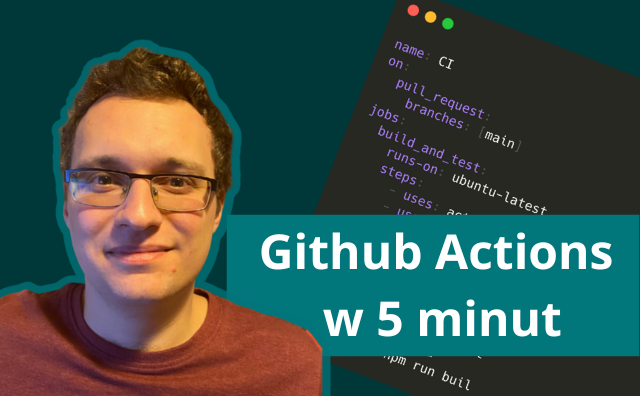 name: CI
on:
pull_request:
branches: [main]
jobs:
build_and_test:
runs-on: ubuntu-latest
steps:
- uses:
Github Actions
w 5 minut
npm run buil